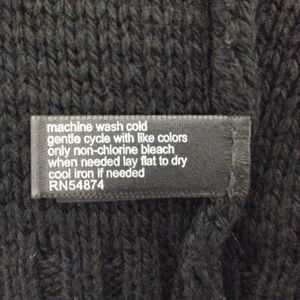 machine wash cold
gentle cycle with like colors
only non-chlorine bleach
when needed lay flat to dry
cool iron if needed
RN54874